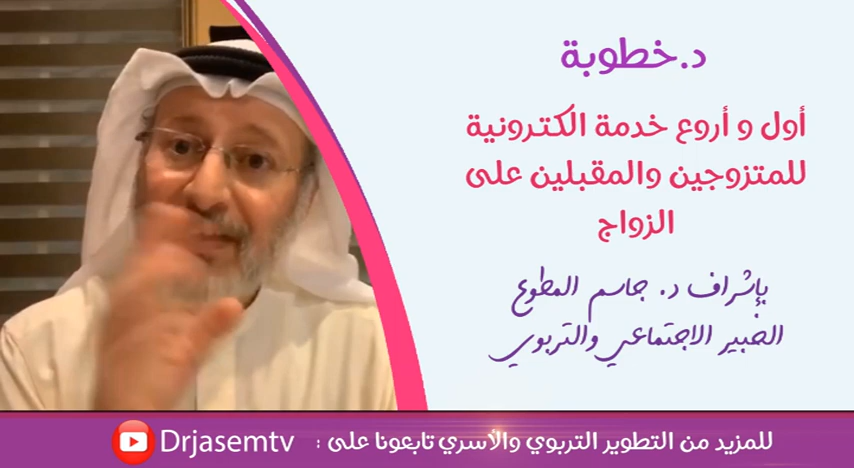 د.خطوبة
أول و أروع خدمة الكترونية
للمتزوجين والمقبلين على
الزواج
بإشراف د. جاسم المطوع
الخبير الاجتماعي والتربوي
للمزيد من التطوير التربوي والأسري تابعونا على : Drjasemtv